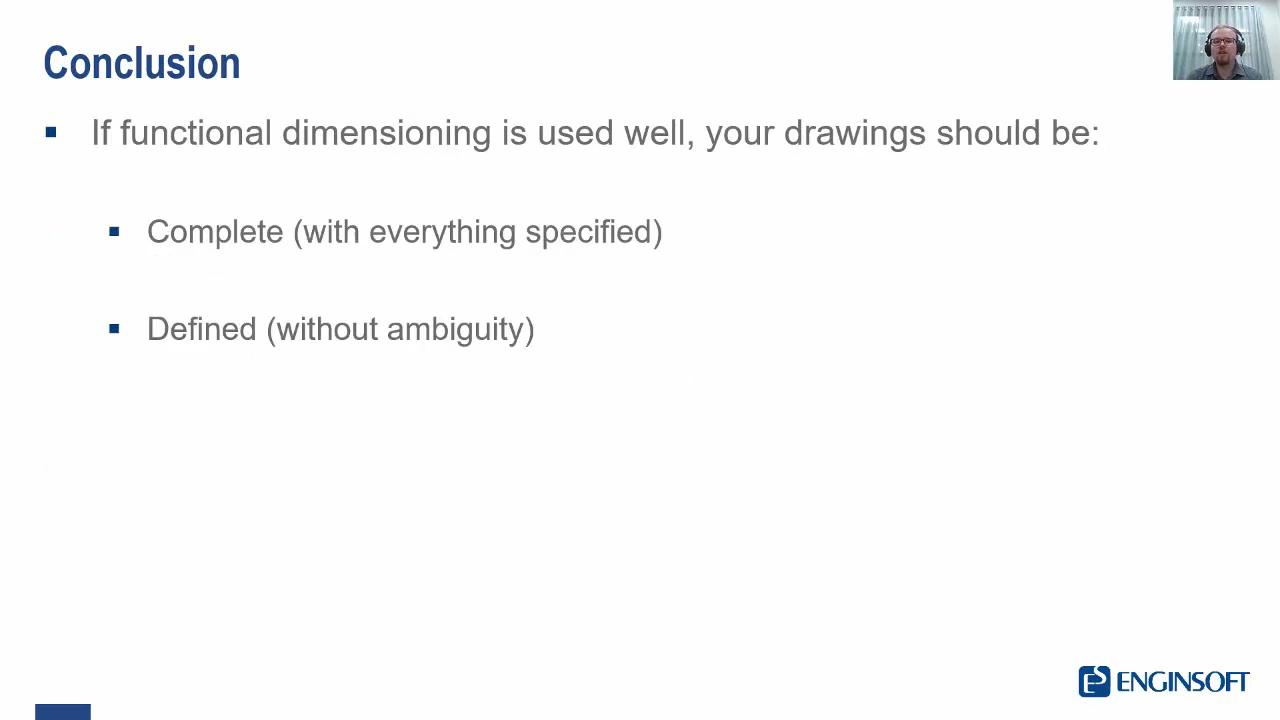 Conclusion
If functional dimensioning is used well, your drawings should be:
Complete (with everything specified)
Defined (without ambiguity)
ENGINSOFT